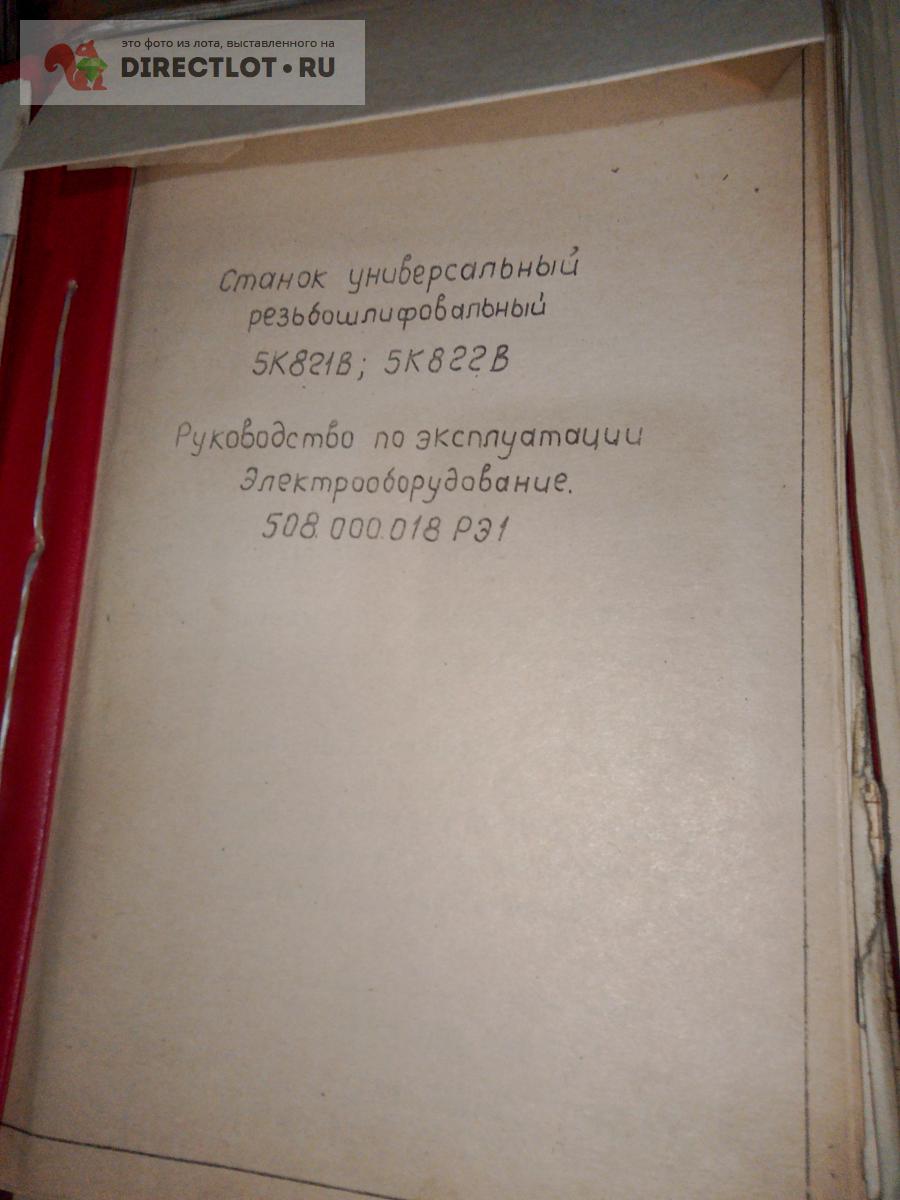 это фото из лота, выставленного на
DIRECTLOT•RU
Станок универсальный
резьбошлифовальный
5К821В; 5К822В
Руководство по эксплуатации
Электрооборудование.
508.000.018 РЭ1